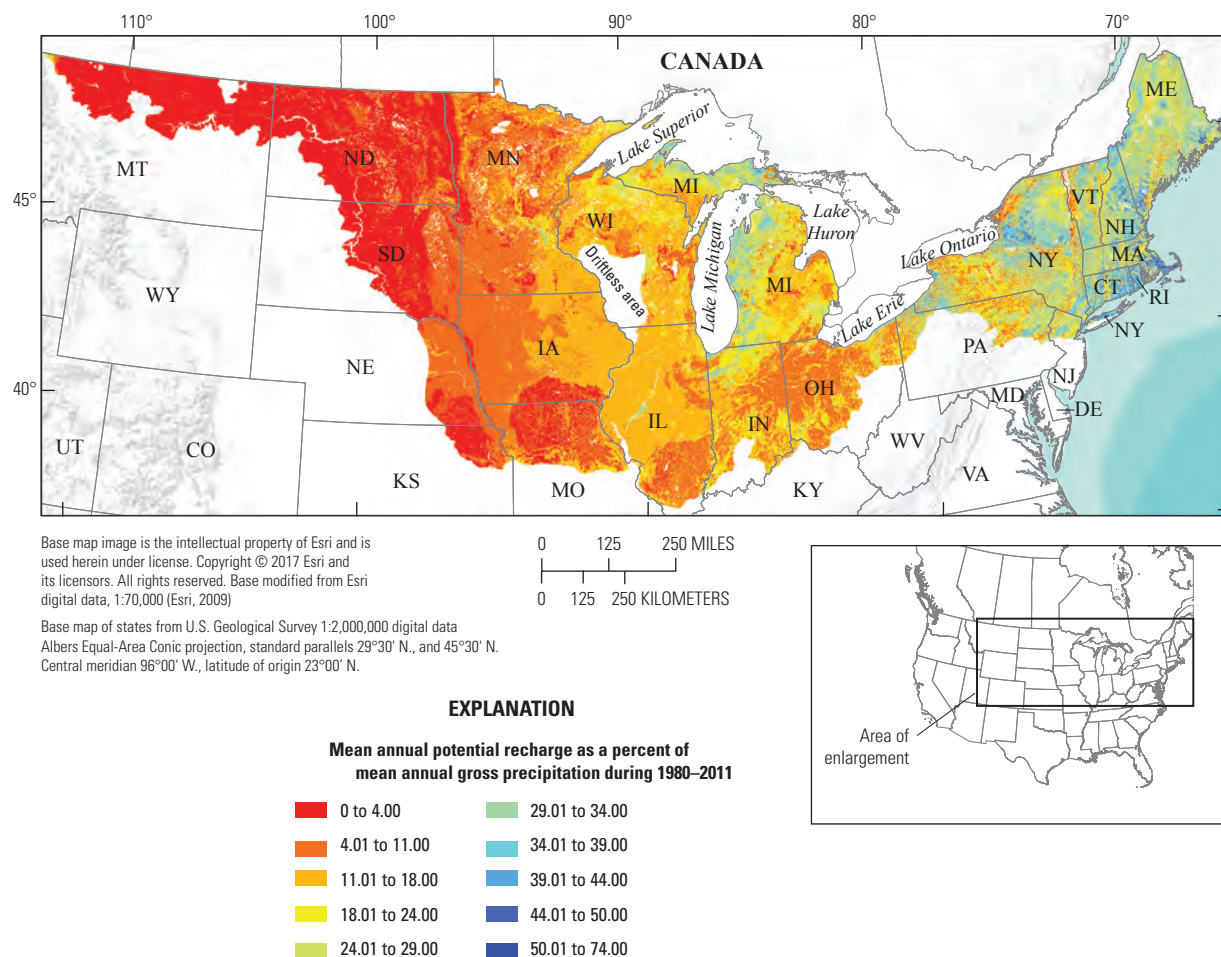 110°
100°
90°
80°
70°
CANADA
ME
Lake Superior
ND
MN
MT
MI
VT
45°
WI
Lake
Huron
Lake Ontario
NH
SD
Lake Michigan
NY
MA
Driftless area
WY
MI
CT
RI
Lake Erie
NY
IA
PA
NE
40°
OH
NJ
MD
DE
IL
IN
UT
CO
WV
VA
KS
MO
KY
Base map image is the intellectual property of Esri and is
used herein under license. Copyright © 2017 Esri and
its licensors. All rights reserved. Base modified from Esri
digital data, 1:70,000 (Esri, 2009)
Base map of states from U.S. Geological Survey 1:2,000,000 digital data
Albers Equal-Area Conic projection, standard parallels 29°30' N., and 45°30' N.
Central meridian 96°00' W., latitude of origin 23°00' N.
0 125 250 MILES
0 125 250 KILOMETERS
Area of
enlargement
EXPLANATION
Mean annual potential recharge as a percent of
mean annual gross precipitation during 1980–2011
0 to 4.00
4.01 to 11.00
11.01 to 18.00
18.01 to 24.00
24.01 to 29.00
29.01 to 34.00
34.01 to 39.00
39.01 to 44.00
44.01 to 50.00
50.01 to 74.00